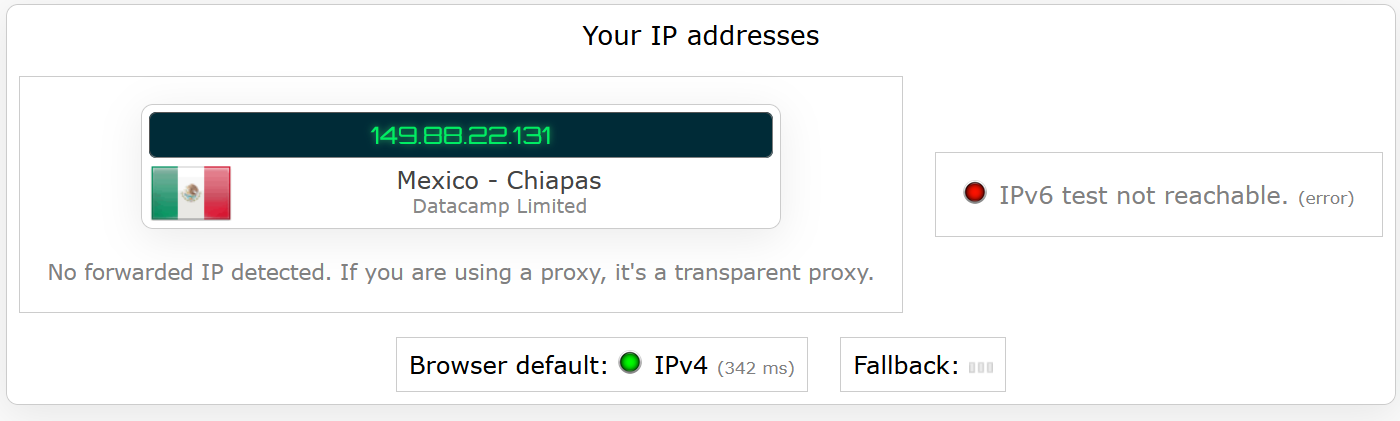 Your IP addresses
149.88.22.131
Mexico - Chiapas
Datacamp Limited
No forwarded IP detected. If you are using a proxy, it's a transparent proxy.
IPv6 test not reachable. (error)
Browser default: IPv4 (342 ms)
Fallback: